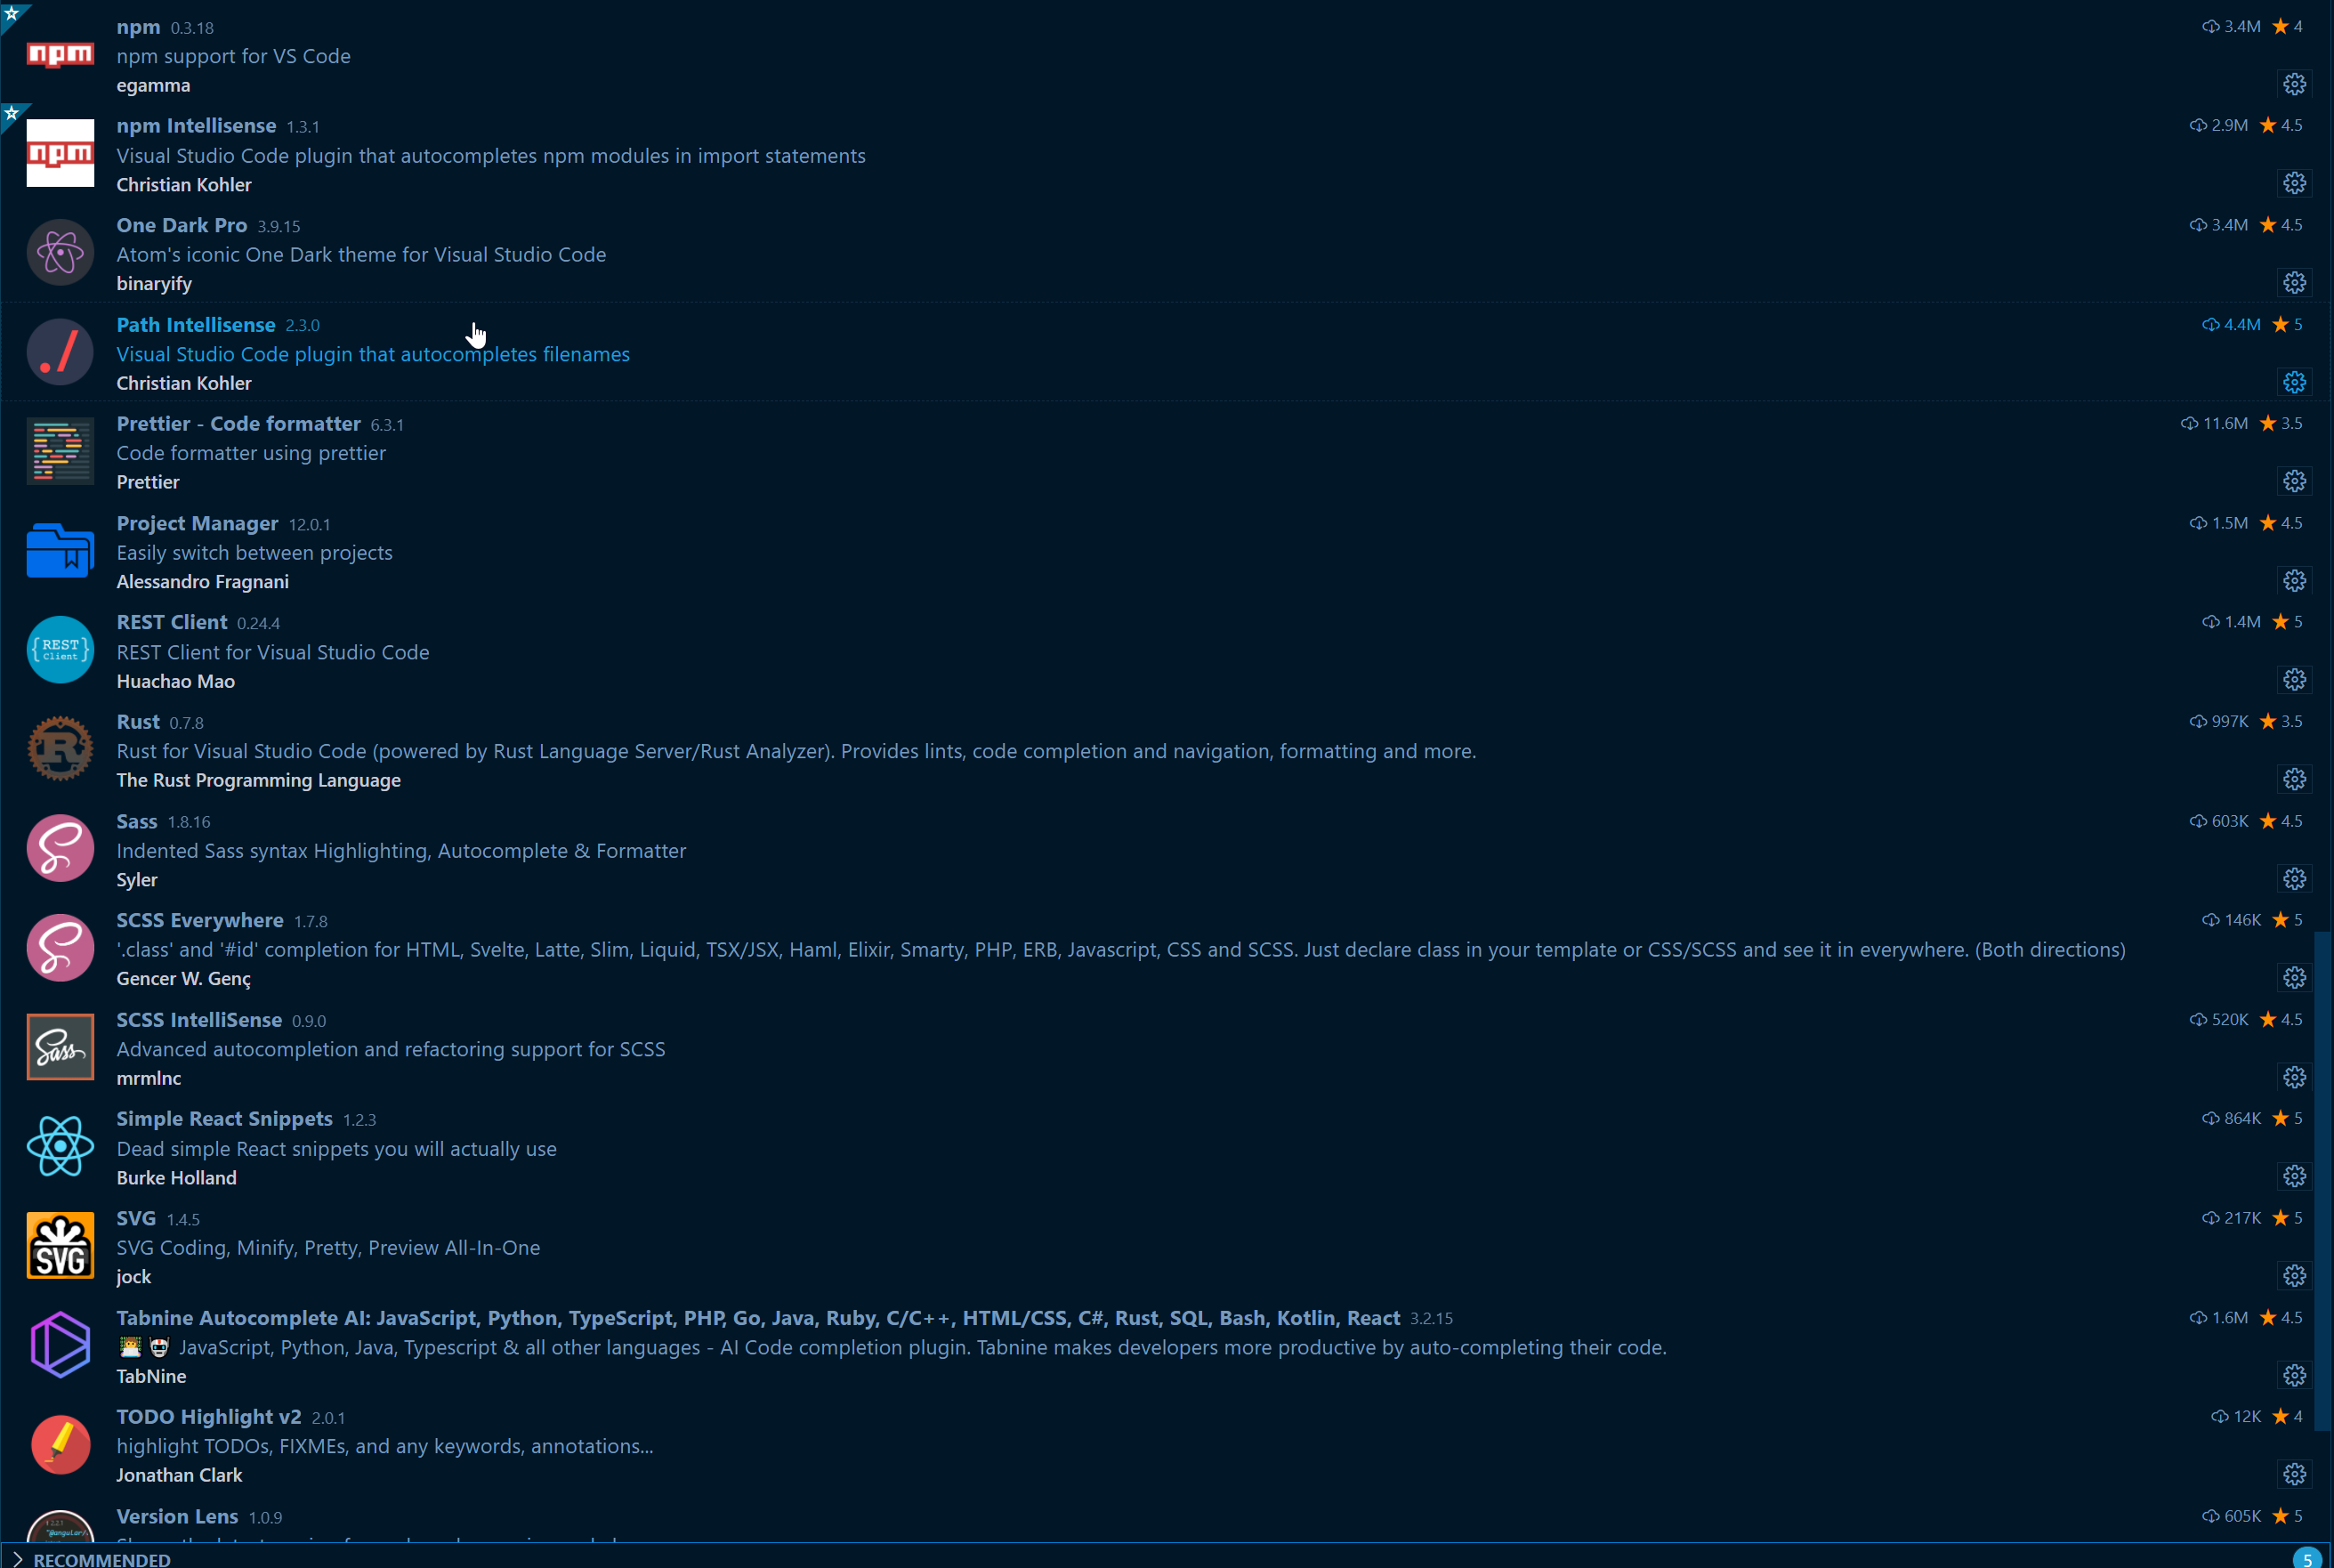 npm 0.3.18 3.4M 4
npm
npm support for VS Code
egamma
npm Intellisense 1.3.1 2.9M 4.5
npm
Visual Studio Code plugin that autocompletes npm modules in import statements
Christian Kohler
One Dark Pro 3.9.15 3.4M 4.5
Atom's iconic One Dark theme for Visual Studio Code
binaryify
Path Intellisense 2.3.0 4.4M 5
./
Visual Studio Code plugin that autocompletes filenames
Christian Kohler
Prettier - Code formatter 6.3.1 11.6M 3.5
Code formatter using prettier
Prettier
Project Manager 12.0.1 1.5M 4.5
Easily switch between projects
Alessandro Fragnani
REST Client 0.24.4 1.4M 5
{REST}
Client
REST Client for Visual Studio Code
Huachao Mao
Rust 0.7.8 997K 3.5
R
Rust for Visual Studio Code (powered by Rust Language Server/Rust Analyzer). Provides lints, code completion and navigation, formatting and more.
The Rust Programming Language
Sass 1.8.16 603K 4.5
Indented Sass syntax Highlighting, Autocomplete & Formatter
Syler
SCSS Everywhere 1.7.8 146K 5
'.class' and '#id' completion for HTML, Svelte, Latte, Slim, Liquid, TSX/JSX, Haml, Elixir, Smarty, PHP, ERB, Javascript, CSS and SCSS. Just declare class in your template or CSS/SCSS and see it in everywhere. (Both directions)
Gencer W. Genç
SCSS IntelliSense 0.9.0 520K 4.5
Sass
Advanced autocompletion and refactoring support for SCSS
mrmlnc
Simple React Snippets 1.2.3 864K 5
Dead simple React snippets you will actually use
Burke Holland
SVG 1.4.5 217K 5
SVG
SVG Coding, Minify, Pretty, Preview All-In-One
jock
Tabnine Autocomplete AI: JavaScript, Python, TypeScript, PHP, Go, Java, Ruby, C/C++, HTML/CSS, C#, Rust, SQL, Bash, Kotlin, React 3.2.15 1.6M 4.5
👨‍💻 🤖 JavaScript, Python, Java, Typescript & all other languages - AI Code completion plugin. Tabnine makes developers more productive by auto-completing their code.
TabNine
TODO Highlight v2 2.0.1 12K 4
highlight TODOs, FIXMEs, and any keywords, annotations...
Jonathan Clark
Version Lens 1.0.9 605K 5
RECOMMENDED 5